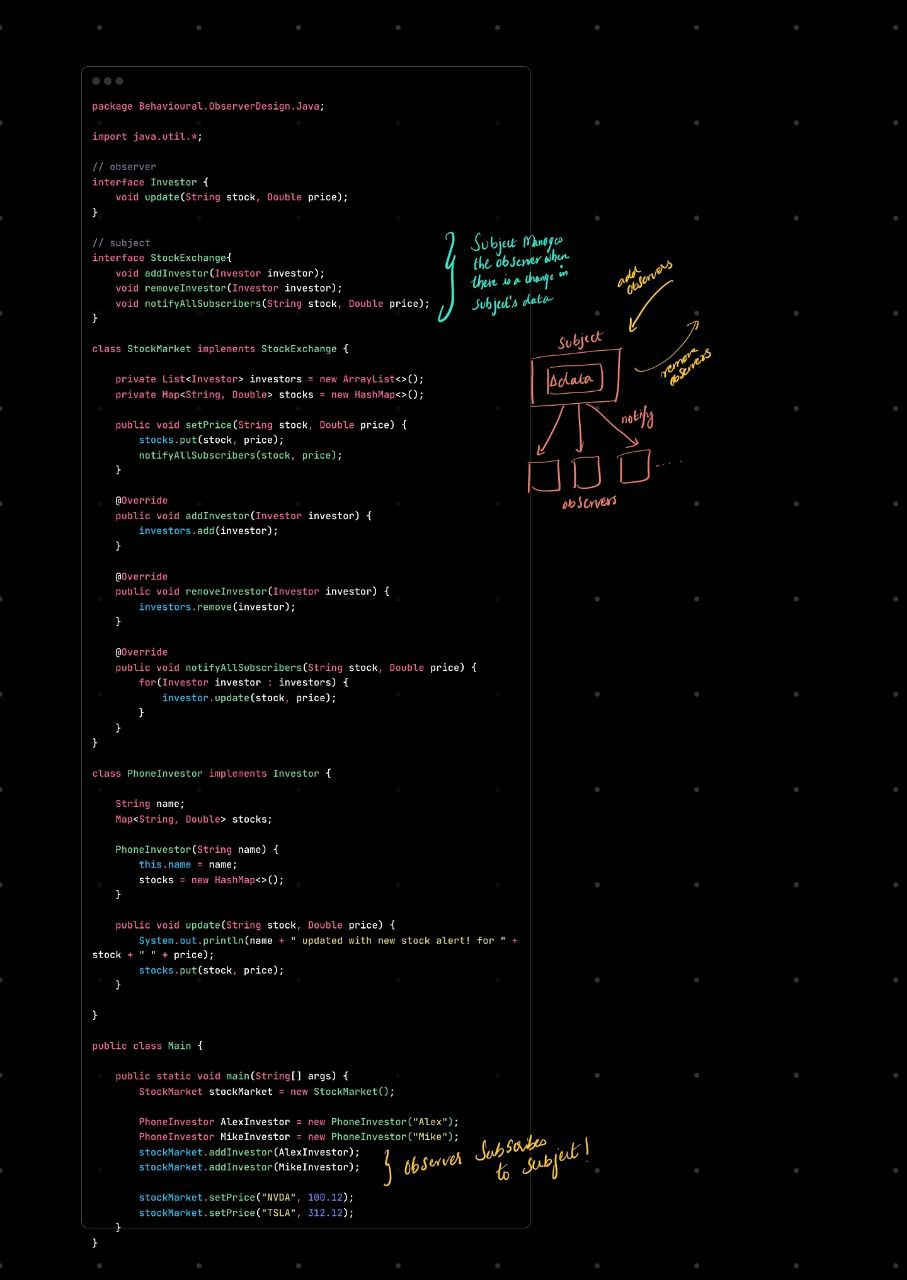 package Behavioural.ObserverDesign.Java;
import java.util.*;
// observer
interface Investor {
void update(String stock, Double price);
}
// subject
interface StockExchange{
void addInvestor(Investor investor);
void removeInvestor(Investor investor);
void notifyAllSubscribers(String stock, Double price);
}
Subject Manages
the observer when
there is a change in
Subject's data
add
observers
remove
observers
Subject
Δdata
notify
....
observers
class StockMarket implements StockExchange {
private List<Investor> investors = new ArrayList<>();
private Map<String, Double> stocks = new HashMap<>();
public void setPrice(String stock, Double price) {
stocks.put(stock, price);
notifyAllSubscribers(stock, price);
}
@Override
public void addInvestor(Investor investor) {
investors.add(investor);
}
@Override
public void removeInvestor(Investor investor) {
investors.remove(investor);
}
@Override
public void notifyAllSubscribers(String stock, Double price) {
for(Investor investor : investors) {
investor.update(stock, price);
}
}
}
class PhoneInvestor implements Investor {
String name;
Map<String, Double> stocks;
PhoneInvestor(String name) {
this.name = name;
stocks = new HashMap<>();
}
public void update(String stock, Double price) {
System.out.println(name + " updated with new stock alert! for " +
stock + " " + price);
stocks.put(stock, price);
}
}
public class Main {
public static void main(String[] args) {
StockMarket stockMarket = new StockMarket();
PhoneInvestor AlexInvestor = new PhoneInvestor("Alex");
PhoneInvestor MikeInvestor = new PhoneInvestor("Mike");
stockMarket.addInvestor(AlexInvestor);
stockMarket.addInvestor(MikeInvestor);
observer Subscribes
to subject!
stockMarket.setPrice("NVDA", 100.12);
stockMarket.setPrice("TSLA", 312.12);
}
}